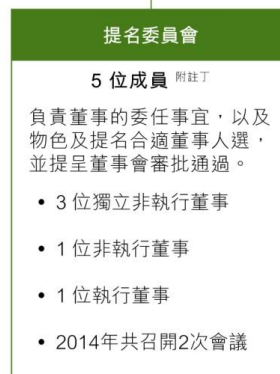 提名委員會
5 位成員 附註丁
負責董事的委任事宜，以及
物色及提名合適董事人選，
並提呈董事會審批通過。
• 3 位獨立非執行董事
• 1 位非執行董事
• 1 位執行董事
• 2014年共召開2次會議